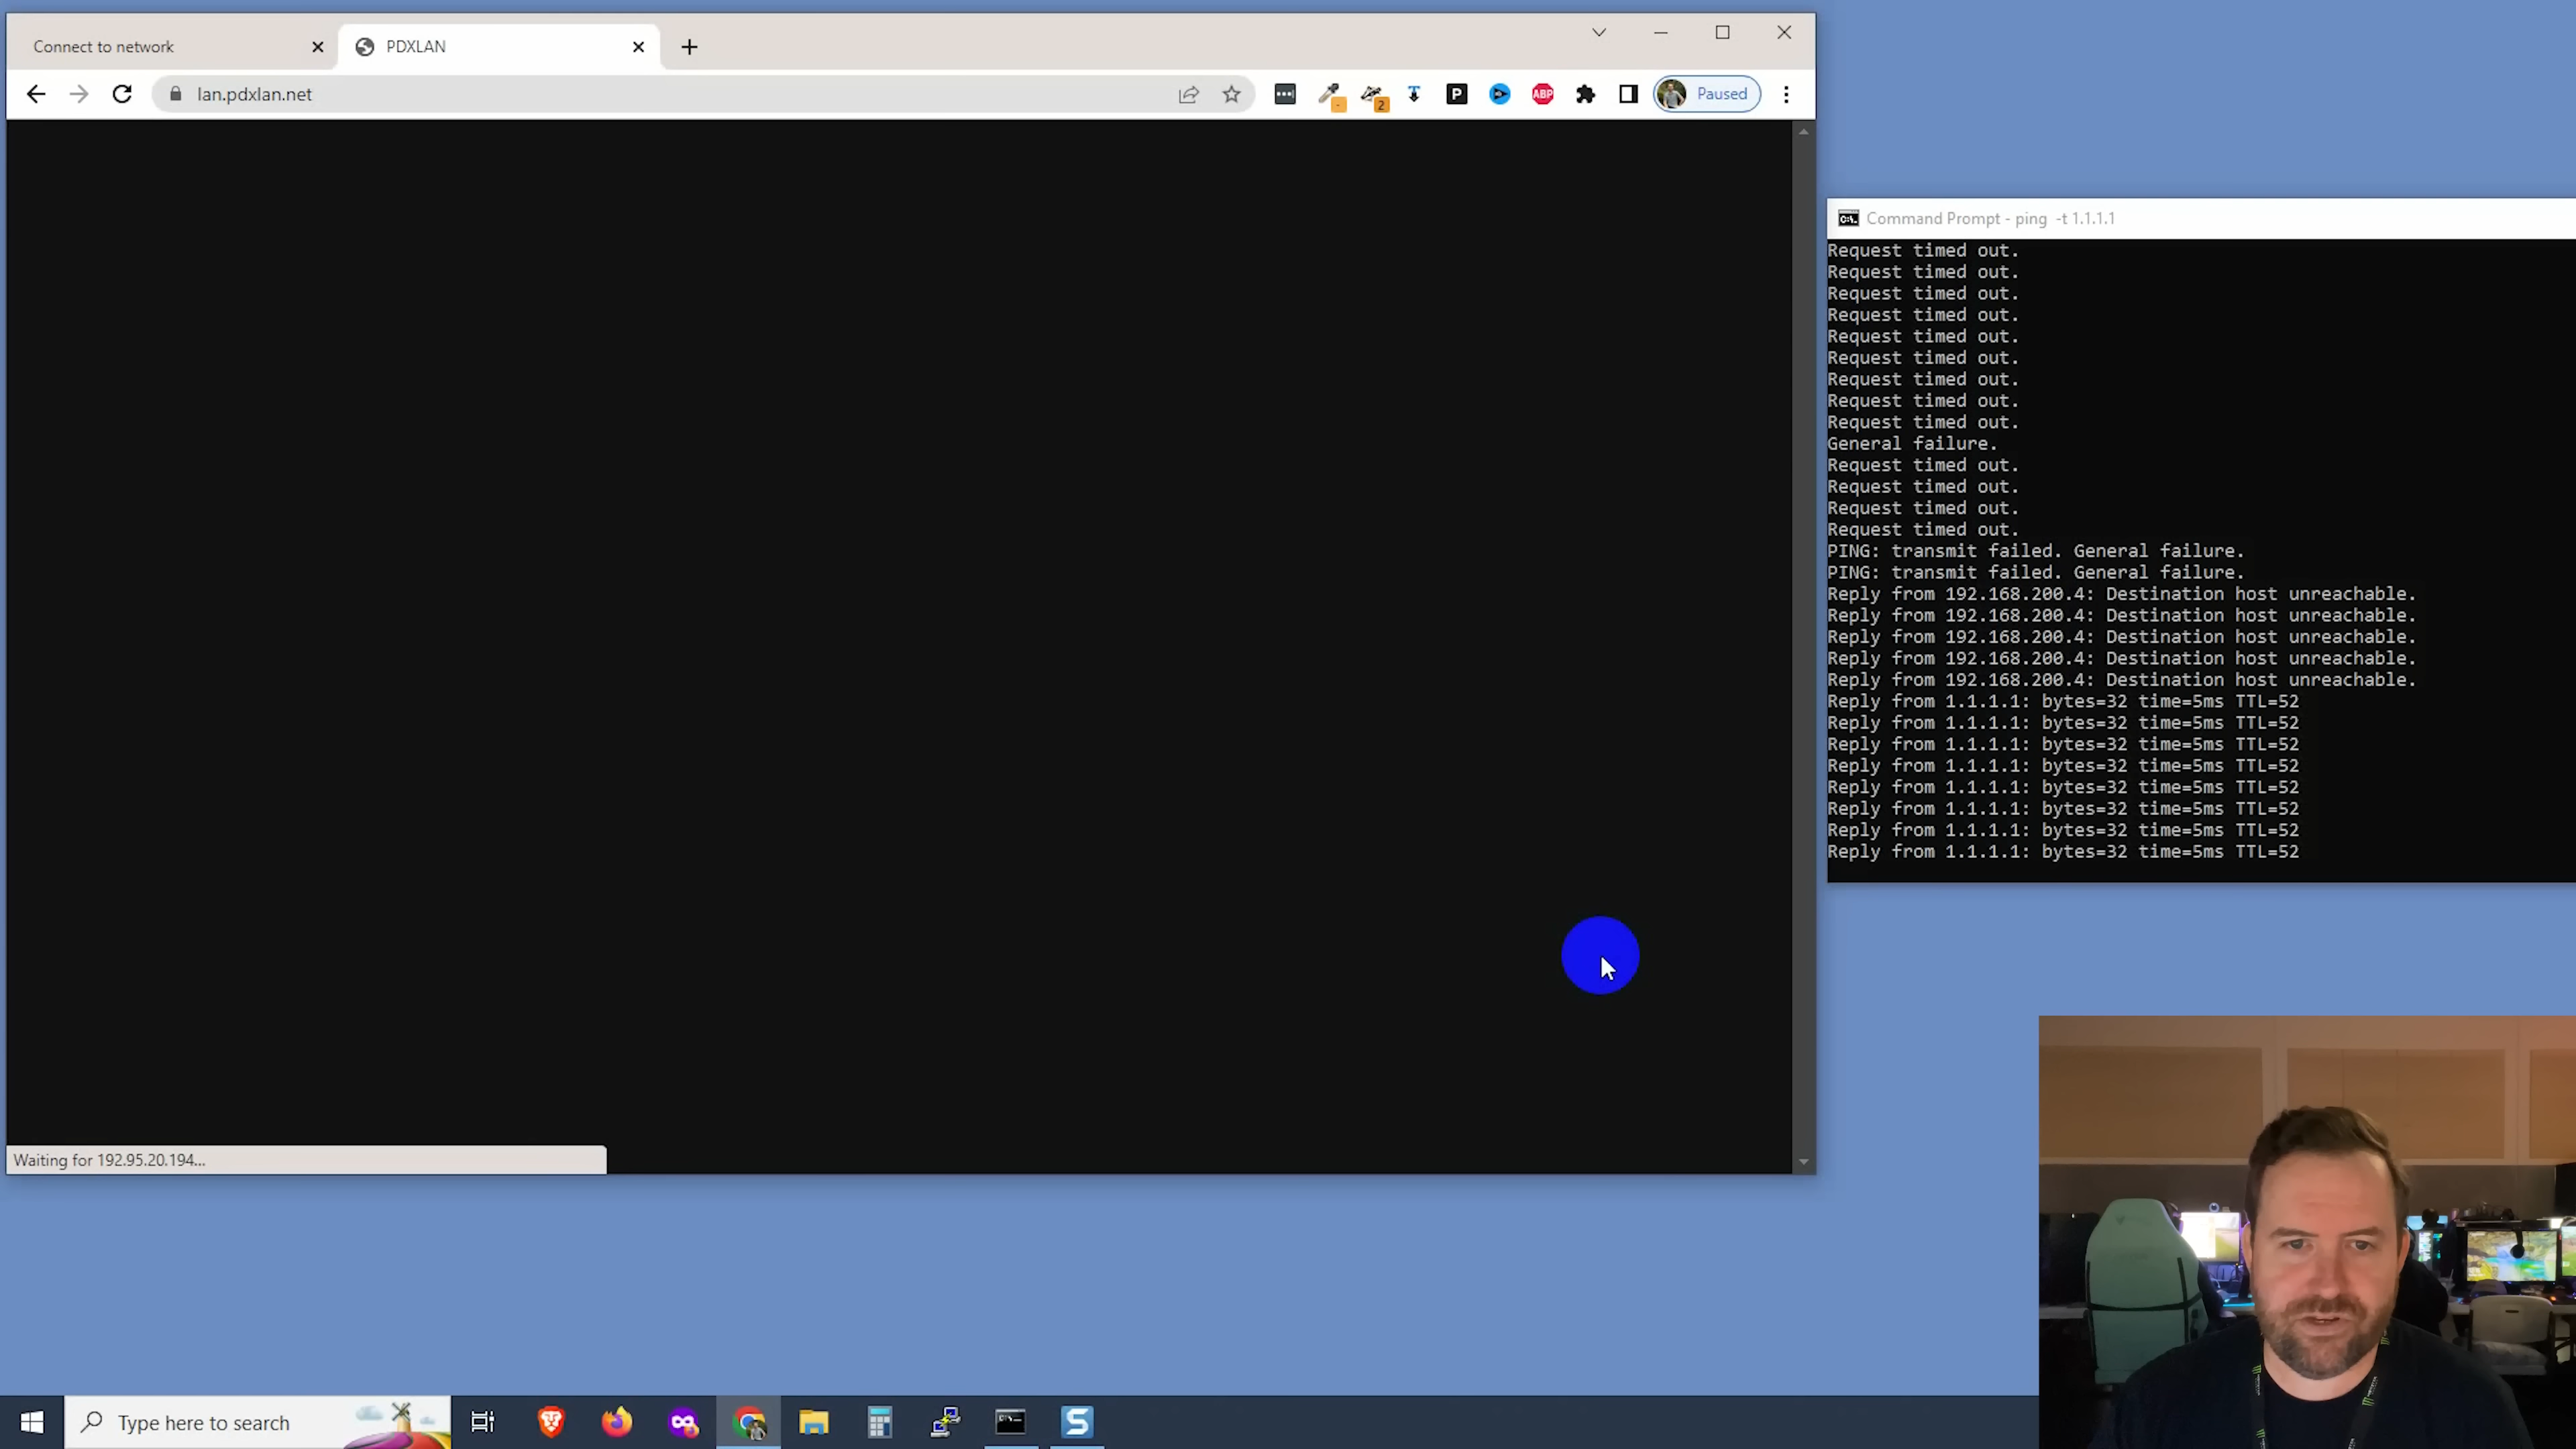 Connect to network
PDXLAN
lan.pdxlan.net
2
P
ABP
Paused
Command Prompt - ping -t 1.1.1.1
Request timed out.
Request timed out.
Request timed out.
Request timed out.
Request timed out.
Request timed out.
Request timed out.
Request timed out.
Request timed out.
General failure.
Request timed out.
Request timed out.
Request timed out.
Request timed out.
PING: transmit failed. General failure.
PING: transmit failed. General failure.
Reply from 192.168.200.4: Destination host unreachable.
Reply from 192.168.200.4: Destination host unreachable.
Reply from 192.168.200.4: Destination host unreachable.
Reply from 192.168.200.4: Destination host unreachable.
Reply from 192.168.200.4: Destination host unreachable.
Reply from 1.1.1.1: bytes=32 time=5ms TTL=52
Reply from 1.1.1.1: bytes=32 time=5ms TTL=52
Reply from 1.1.1.1: bytes=32 time=5ms TTL=52
Reply from 1.1.1.1: bytes=32 time=5ms TTL=52
Reply from 1.1.1.1: bytes=32 time=5ms TTL=52
Reply from 1.1.1.1: bytes=32 time=5ms TTL=52
Reply from 1.1.1.1: bytes=32 time=5ms TTL=52
Reply from 1.1.1.1: bytes=32 time=5ms TTL=52
Waiting for 192.95.20.194...
Type here to search
S